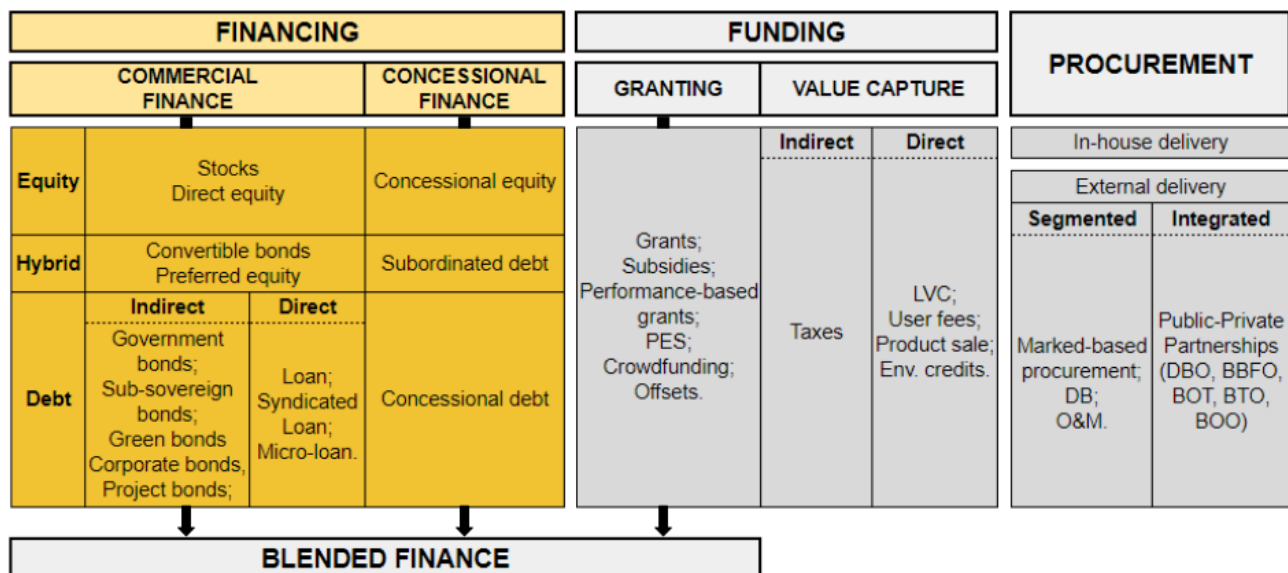 FINANCING
FUNDING
PROCUREMENT
COMMERCIAL
FINANCE
CONCESSIONAL
FINANCE
GRANTING
VALUE CAPTURE
Equity
Stocks
Direct equity
Concessional equity
Hybrid
Convertible bonds
Preferred equity
Subordinated debt
Debt
Indirect
Government
bonds;
Sub-sovereign
bonds;
Green bonds
Corporate bonds,
Project bonds;
Direct
Loan;
Syndicated
Loan;
Micro-loan.
Concessional debt
Grants;
Subsidies;
Performance-based
grants;
PES;
Crowdfunding;
Offsets.
Indirect
Taxes
Direct
LVC;
User fees;
Product sale;
Env. credits.
In-house delivery
External delivery
Segmented
Marked-based
procurement;
DB;
O&M.
Integrated
Public-Private
Partnerships
(DBO, BBFO,
BOT, BTO,
BOO)
BLENDED FINANCE